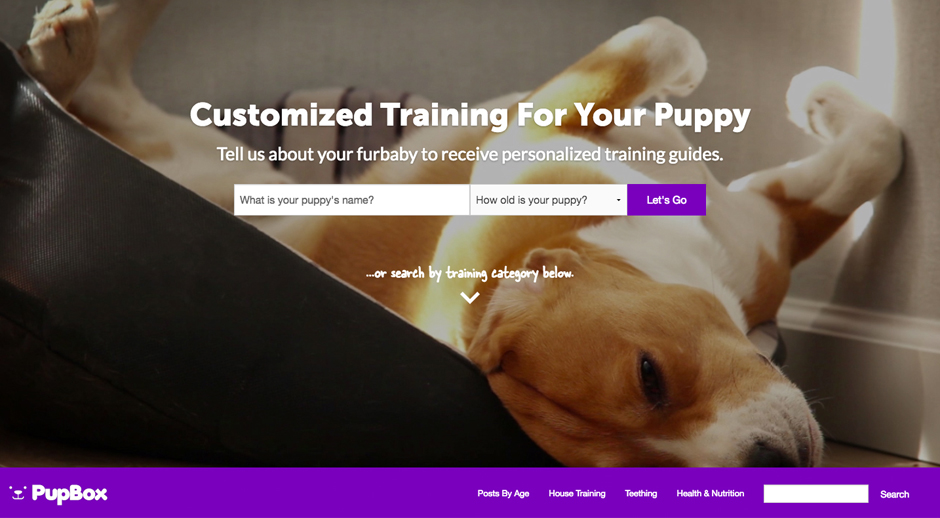 Customized Training For Your Puppy
Tell us about your furbaby to receive personalized training guides.
What is your puppy's name?
How old is your puppy?
Let's Go
...or search by training category below.
PupBox
Posts By Age
House Training
Teething
Health & Nutrition
Search